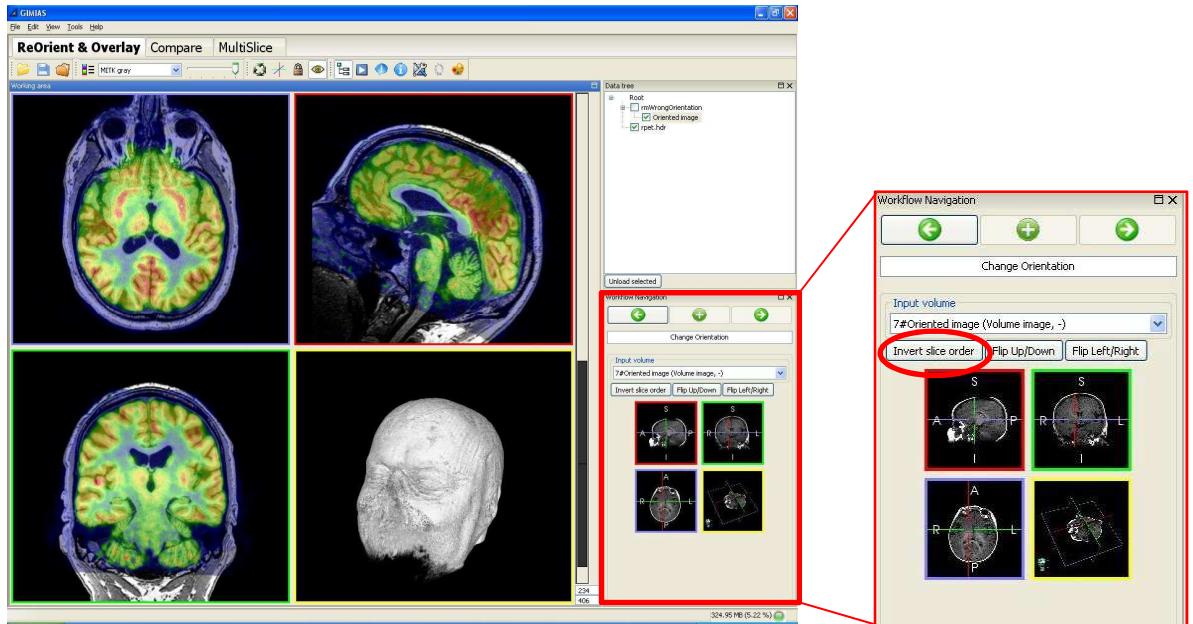 GIMIAS
File Edit View Tools Help
ReOrient & Overlay Compare MultiSlice
MITK gray
Working area
Data tree
Root
rmWrongOrientation
Oriented image
rpet.hdr
Unload selected
Workflow Navigation
Change Orientation
Input volume
7#Oriented image (Volume image, -)
Invert slice order Flip Up/Down Flip Left/Right
S S
A P R L
I I
A
R L
P
234
406
324.95 MB (5.22 %)
Workflow Navigation
Change Orientation
Input volume
7#Oriented image (Volume image, -)
Invert slice order Flip Up/Down Flip Left/Right
S S
A P R L
I I
A
R L
P